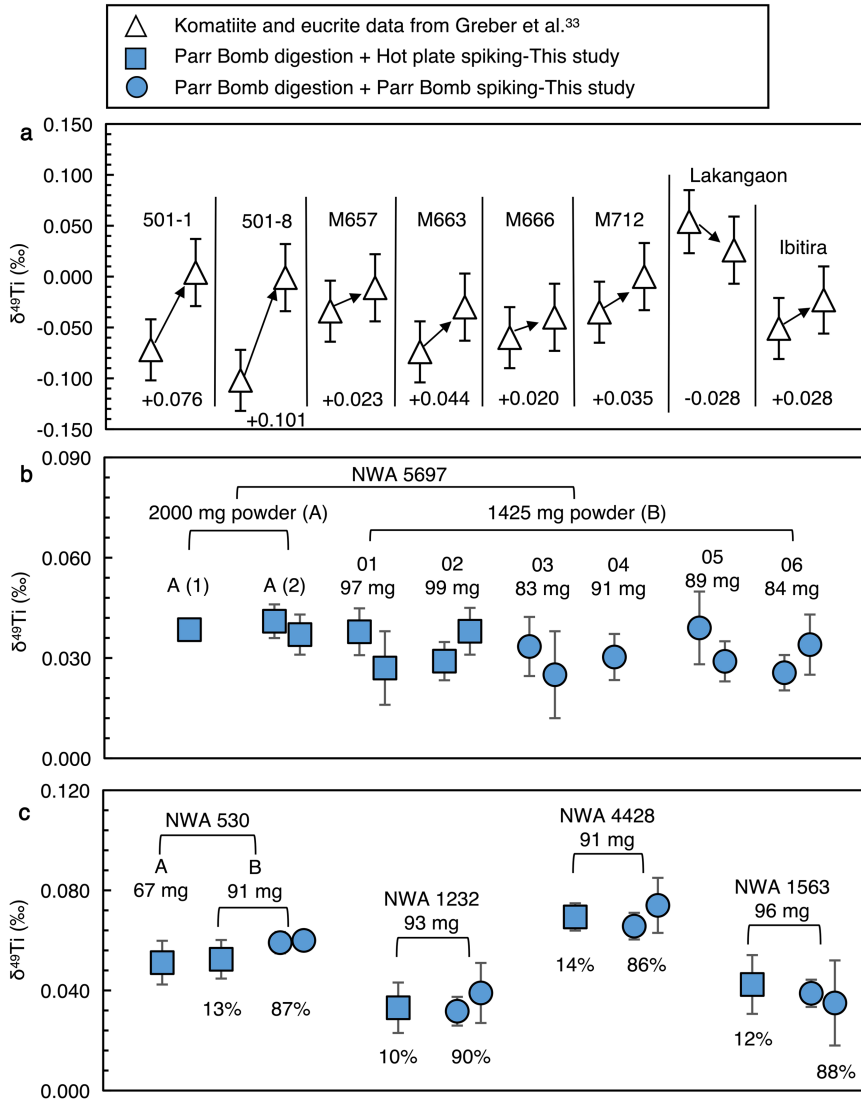 Komatiite and eucrite data from Greber et al.³³
Parr Bomb digestion + Hot plate spiking-This study
Parr Bomb digestion + Parr Bomb spiking-This study
a
0.150
0.100
0.050
0.000
-0.050
-0.100
-0.150
δ⁴⁹Ti (‰)
501-1
501-8
M657
M663
M666
M712
Lakangaon
Ibitira
+0.076
+0.101
+0.023
+0.044
+0.020
+0.035
-0.028
+0.028
b
0.090
0.060
0.030
0.000
δ⁴⁹Ti (‰)
NWA 5697
2000 mg powder (A)
1425 mg powder (B)
A (1)
A (2)
01
97 mg
02
99 mg
03
83 mg
04
91 mg
05
89 mg
06
84 mg
c
0.120
0.080
0.040
0.000
δ⁴⁹Ti (‰)
NWA 530
A
67 mg
B
91 mg
13%
87%
NWA 1232
93 mg
10%
90%
NWA 4428
91 mg
14%
86%
NWA 1563
96 mg
12%
88%